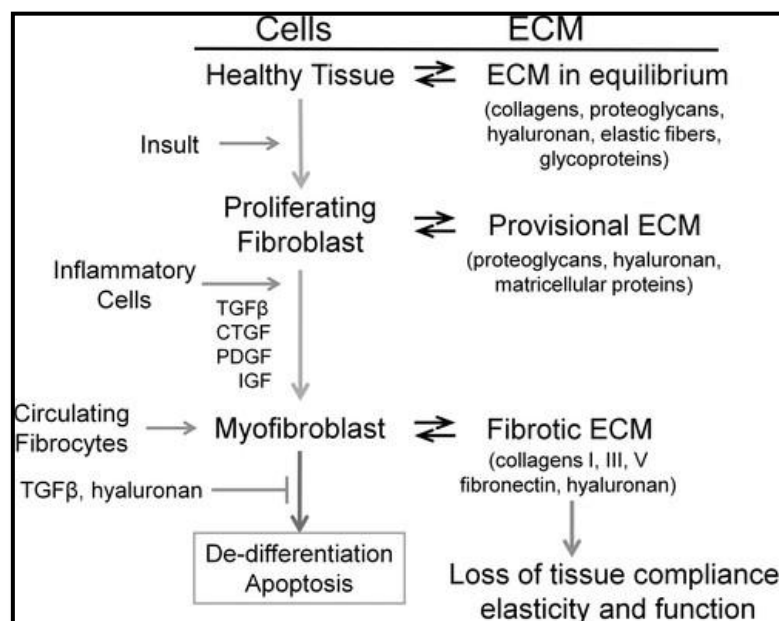 Cells ECM
Healthy Tissue ECM in equilibrium
(collagens, proteoglycans,
hyaluronan, elastic fibers,
glycoproteins)
Insult
Proliferating
Fibroblast
Provisional ECM
(proteoglycans, hyaluronan,
matricellular proteins)
Inflammatory
Cells
TGFβ
CTGF
PDGF
IGF
Circulating
Fibrocytes
Myofibroblast
Fibrotic ECM
(collagens I, III, V
fibronectin, hyaluronan)
TGFβ, hyaluronan
De-differentiation
Apoptosis
Loss of tissue compliance
elasticity and function